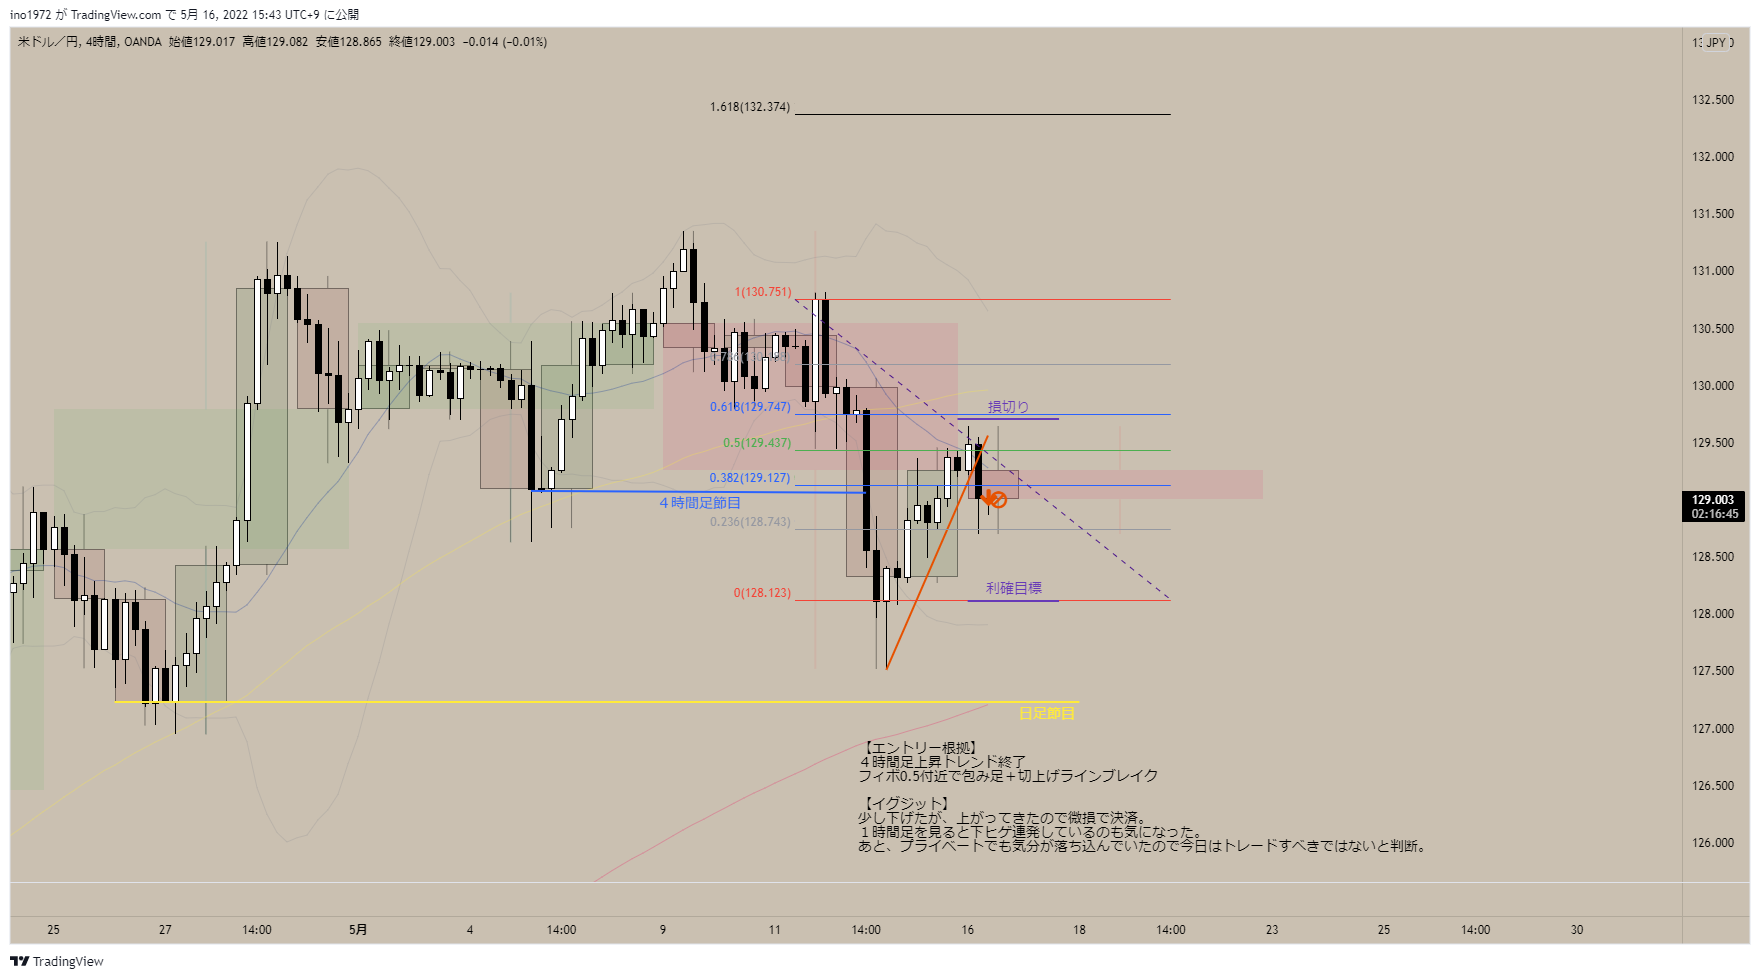 ino1972 が TradingView.com で 5月 16, 2022 15:43 UTC+9 に公開
米ドル／円, 4時間, OANDA 始値129.017 高値129.082 安値128.865 終値129.003 −0.014 (−0.01%)
JPY
1.618(132.374)
132.500
132.000
131.500
131.000
1(130.751)
130.500
130.000
0.618(129.747)
損切り
129.500
0.5(129.437)
0.382(129.127)
４時間足節目
129.003
02:16:45
0.236(128.743)
128.500
0(128.123)
利確目標
128.000
127.500
日足節目
127.000
【エントリー根拠】
４時間足上昇トレンド終了
フィボ0.5付近で包み足＋切上げラインブレイク
126.500
【イグジット】
少し下げたが、上がってきたので微損で決済。
１時間足を見ると下ヒゲ連発しているのも気になった。
あと、プライベートでも気分が落ち込んでいたので今日はトレードすべきではないと判断。
126.000
25 27 14:00 5月 4 14:00 9 11 14:00 16 18 14:00 23 25 14:00 30
TradingView